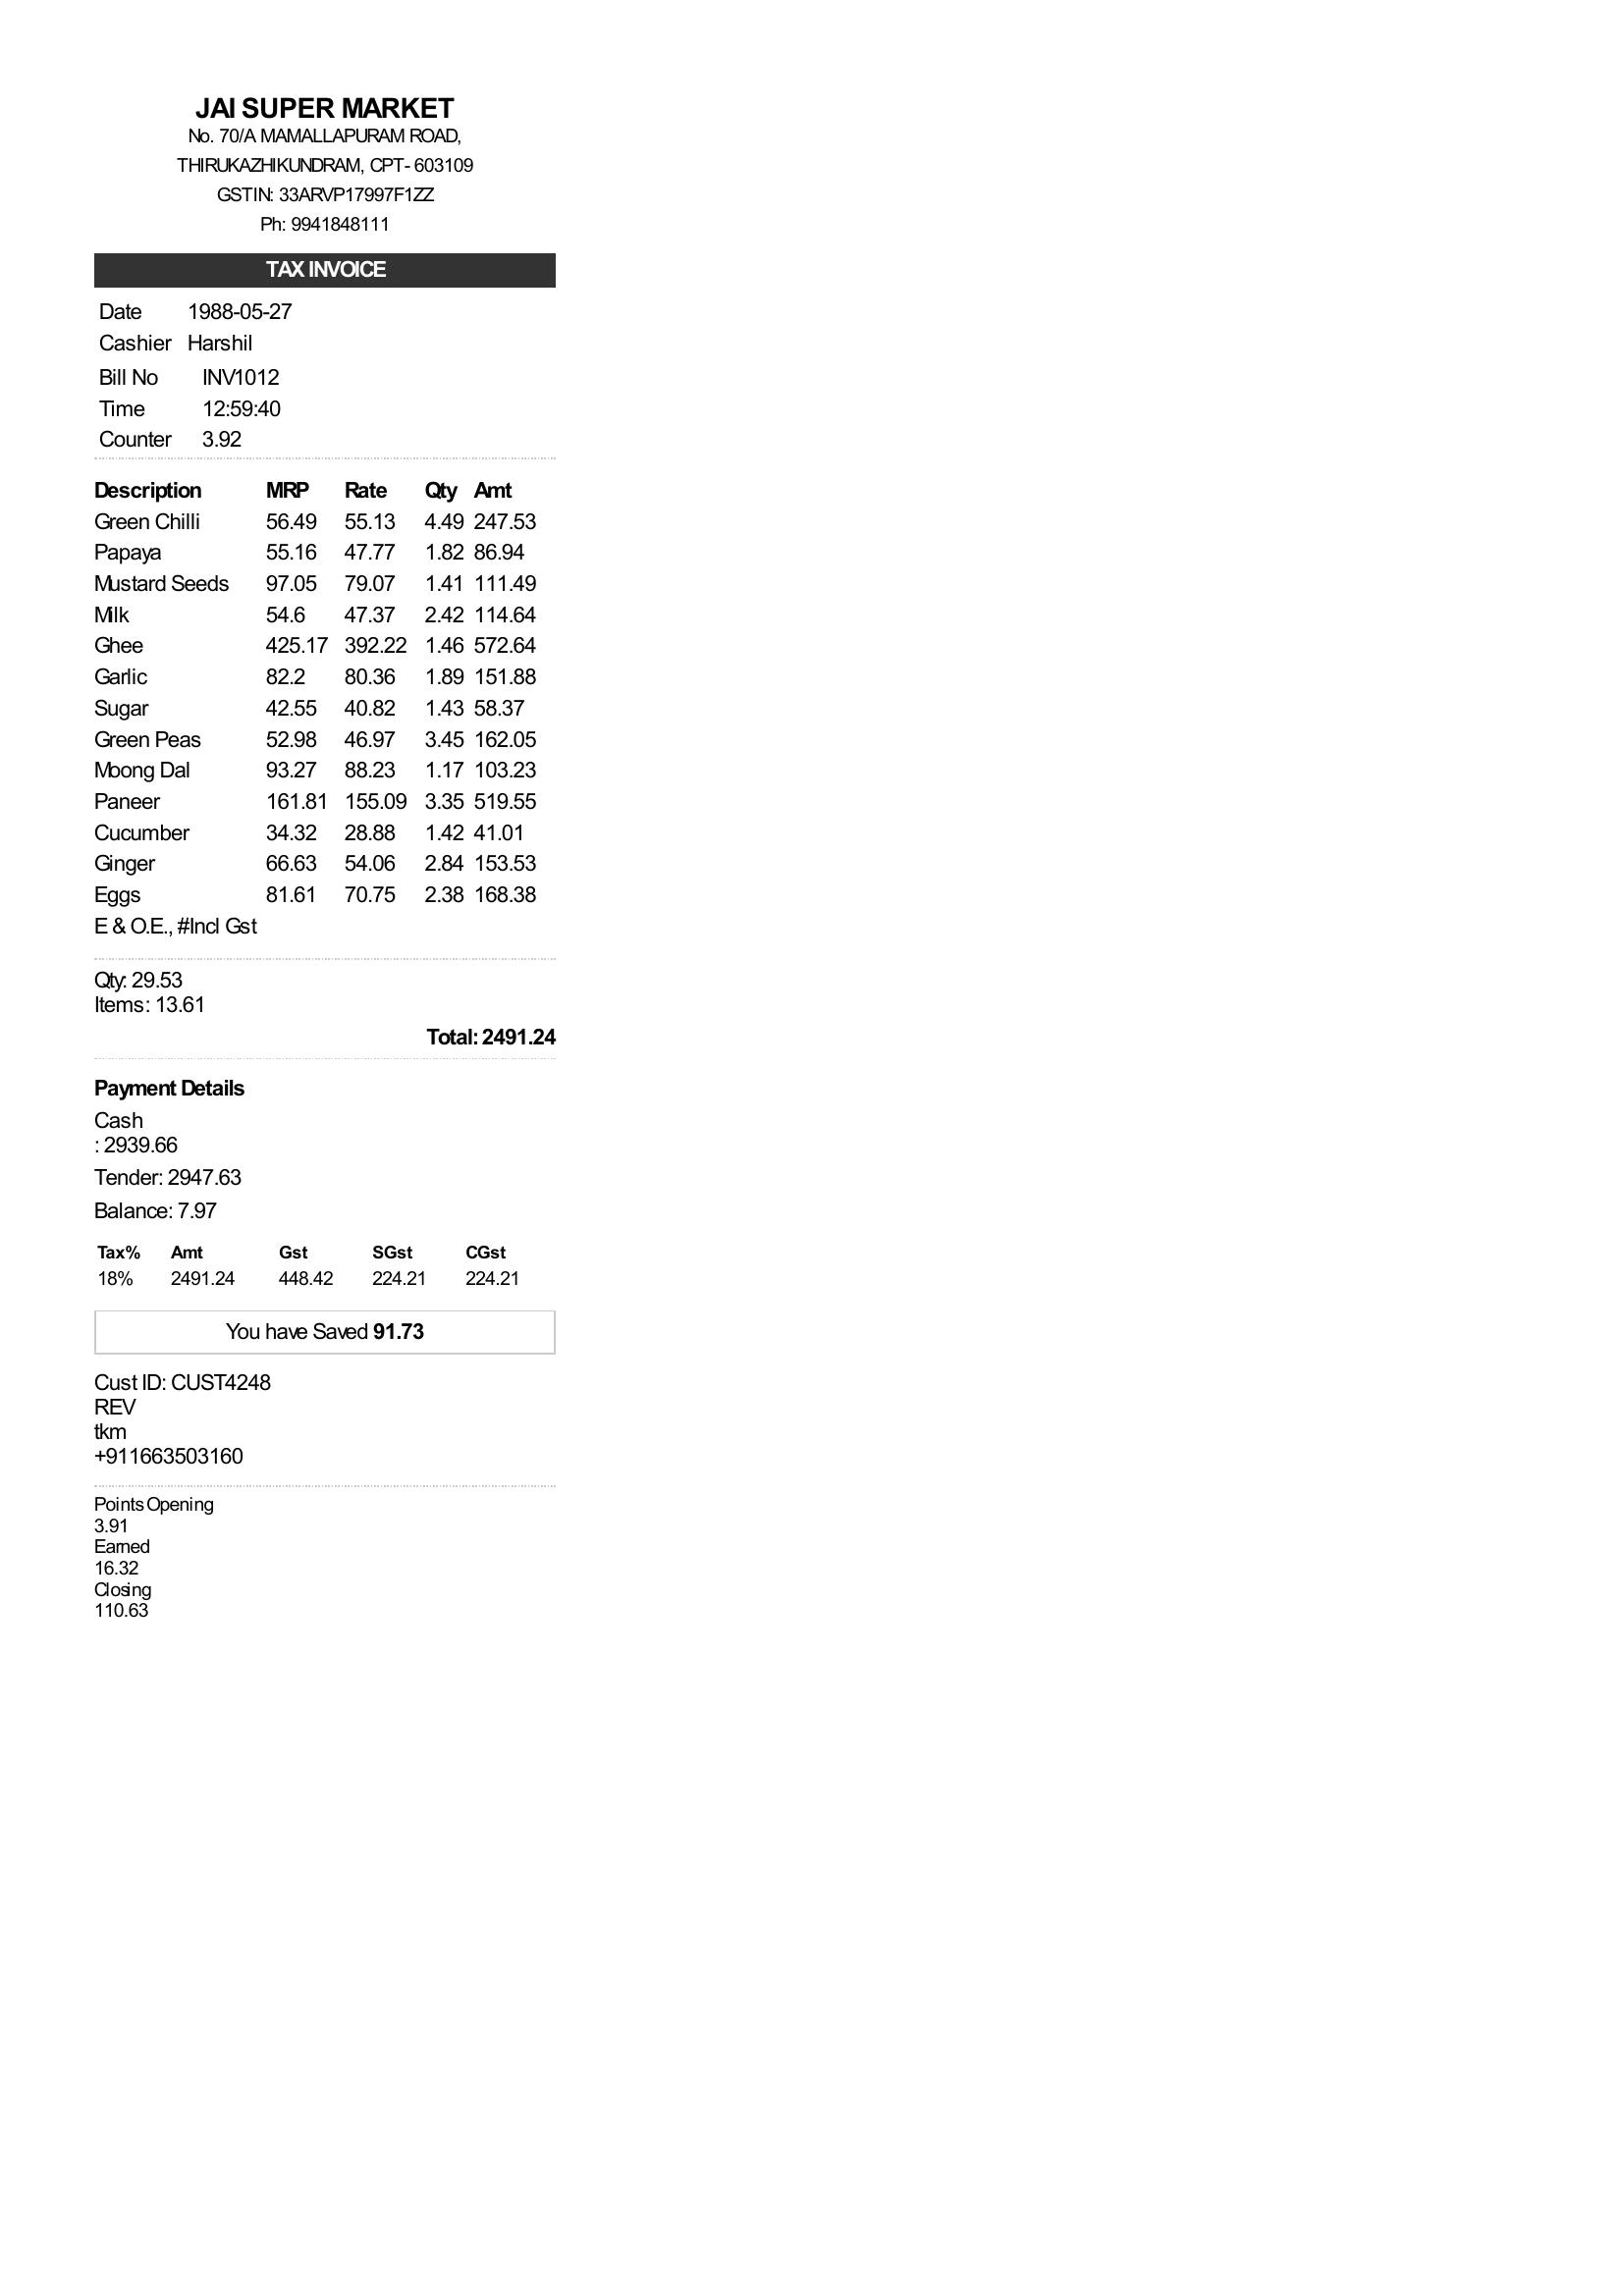 JAI SUPER MARKET
No. 70/A MAMALLAPURAM ROAD,
THIRUKAZHIKUNDRAM, CPT- 603109
GSTIN: 33ARVP17997F1ZZ
Ph: 9941848111
TAX INVOICE
Date 1988-05-27
Cashier Harshil
Bill No INV1012
Time 12:59:40
Counter 3.92
Description MRP Rate Qty Amt
Green Chilli 56.49 55.13 4.49 247.53
Papaya 55.16 47.77 1.82 86.94
Mustard Seeds 97.05 79.07 1.41 111.49
Milk 54.6 47.37 2.42 114.64
Ghee 425.17 392.22 1.46 572.64
Garlic 82.2 80.36 1.89 151.88
Sugar 42.55 40.82 1.43 58.37
Green Peas 52.98 46.97 3.45 162.05
Moong Dal 93.27 88.23 1.17 103.23
Paneer 161.81 155.09 3.35 519.55
Cucumber 34.32 28.88 1.42 41.01
Ginger 66.63 54.06 2.84 153.53
Eggs 81.61 70.75 2.38 168.38
E & O.E., #Incl Gst
Qty: 29.53
Items: 13.61
Total: 2491.24
Payment Details
Cash
: 2939.66
Tender: 2947.63
Balance: 7.97
Tax% Amt Gst SGst CGst
18% 2491.24 448.42 224.21 224.21
You have Saved 91.73
Cust ID: CUST4248
REV
tkm
+911663503160
Points Opening
3.91
Earned
16.32
Closing
110.63